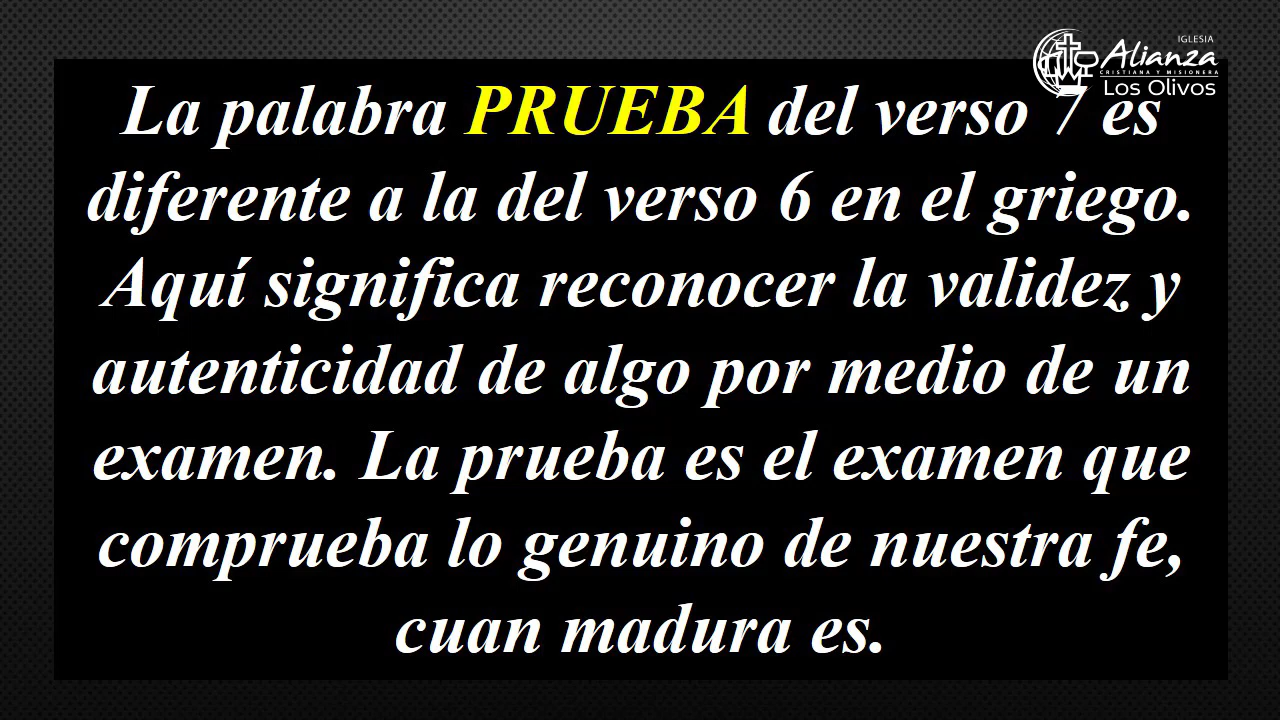 IGLESIA
Alianza
CRISTIANA Y MISIONERA
Los Olivos
La palabra PRUEBA del verso 7 es
diferente a la del verso 6 en el griego.
Aquí significa reconocer la validez y
autenticidad de algo por medio de un
examen. La prueba es el examen que
comprueba lo genuino de nuestra fe,
cuan madura es.